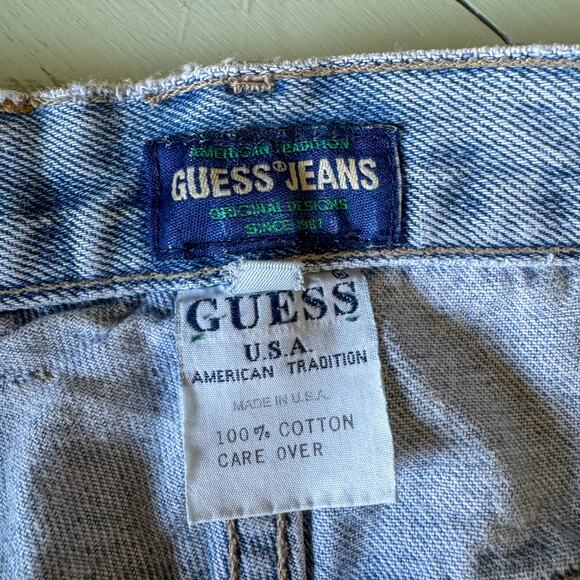 AMERICAN TRADITION
GUESS® JEANS
ORIGINAL DESIGNS
SINCE 1981
GUESS®
U.S.A.
AMERICAN TRADITION
MADE IN U.S.A.
100% COTTON
CARE OVER